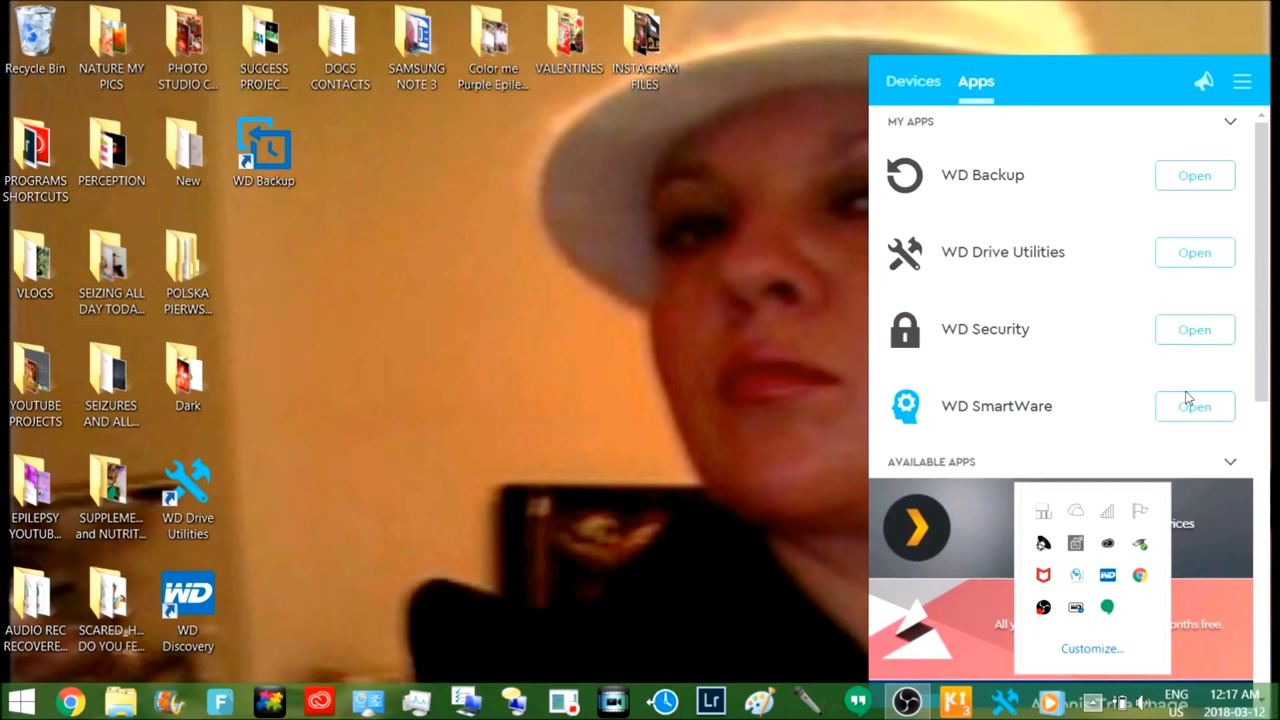 Recycle Bin
NATURE MY
PICS
PHOTO
STUDIO C...
SUCCESS
PROJEC...
DOCS
CONTACTS
SAMSUNG
NOTE 3
Color me
Purple Epile...
VALENTINES
INSTAGRAM
FILES
PROGRAMS
SHORTCUTS
PERCEPTION
New
WD Backup
VLOGS
SEIZING ALL
DAY TODA...
POLSKA
PIERWS...
YOUTUBE
PROJECTS
SEIZURES
AND ALL...
Dark
EPILEPSY
YOUTUB...
SUPPLEME...
and NUTRIT...
WD Drive
Utilities
AUDIO REC
RECOVERE...
SCARED_H...
DO YOU FE...
WD
WD
Discovery
Devices
Apps
MY APPS
WD Backup
Open
WD Drive Utilities
Open
WD Security
Open
WD SmartWare
Open
AVAILABLE APPS
Customize...
F
Lr
K
3
ENG
US
12:17 AM
2018-03-12